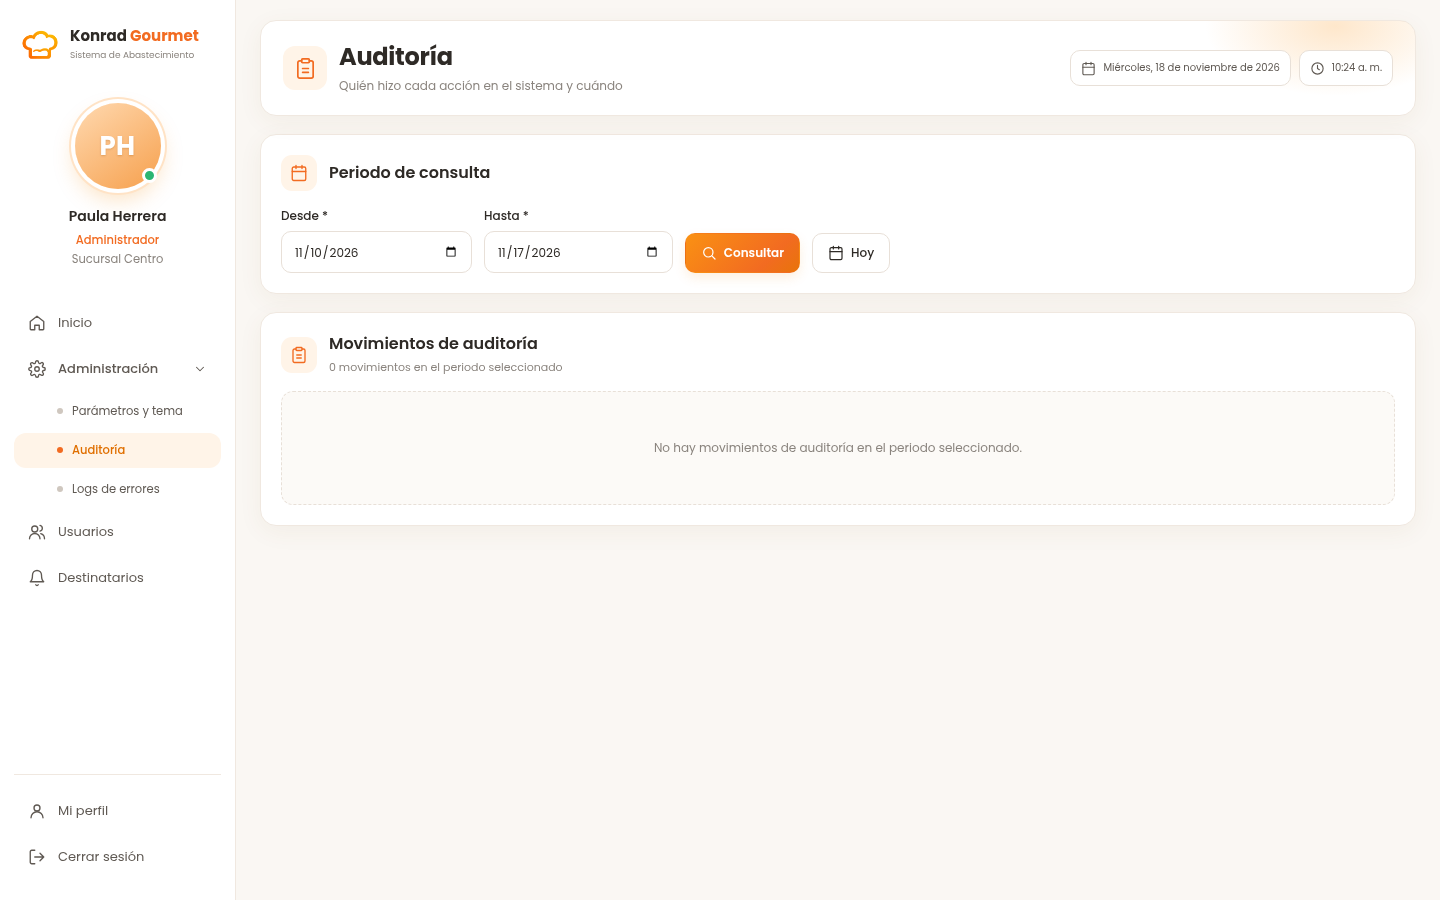 Konrad Gourmet
Sistema de Abastecimiento
PH
Paula Herrera
Administrador
Sucursal Centro
Inicio
Administración
Parámetros y tema
Auditoría
Logs de errores
Usuarios
Destinatarios
Mi perfil
Cerrar sesión
Auditoría
Quién hizo cada acción en el sistema y cuándo
Miércoles, 18 de noviembre de 2026
10:24 a. m.
Periodo de consulta
Desde *
Hasta *
11/10/2026
11/17/2026
Consultar
Hoy
Movimientos de auditoría
0 movimientos en el periodo seleccionado
No hay movimientos de auditoría en el periodo seleccionado.